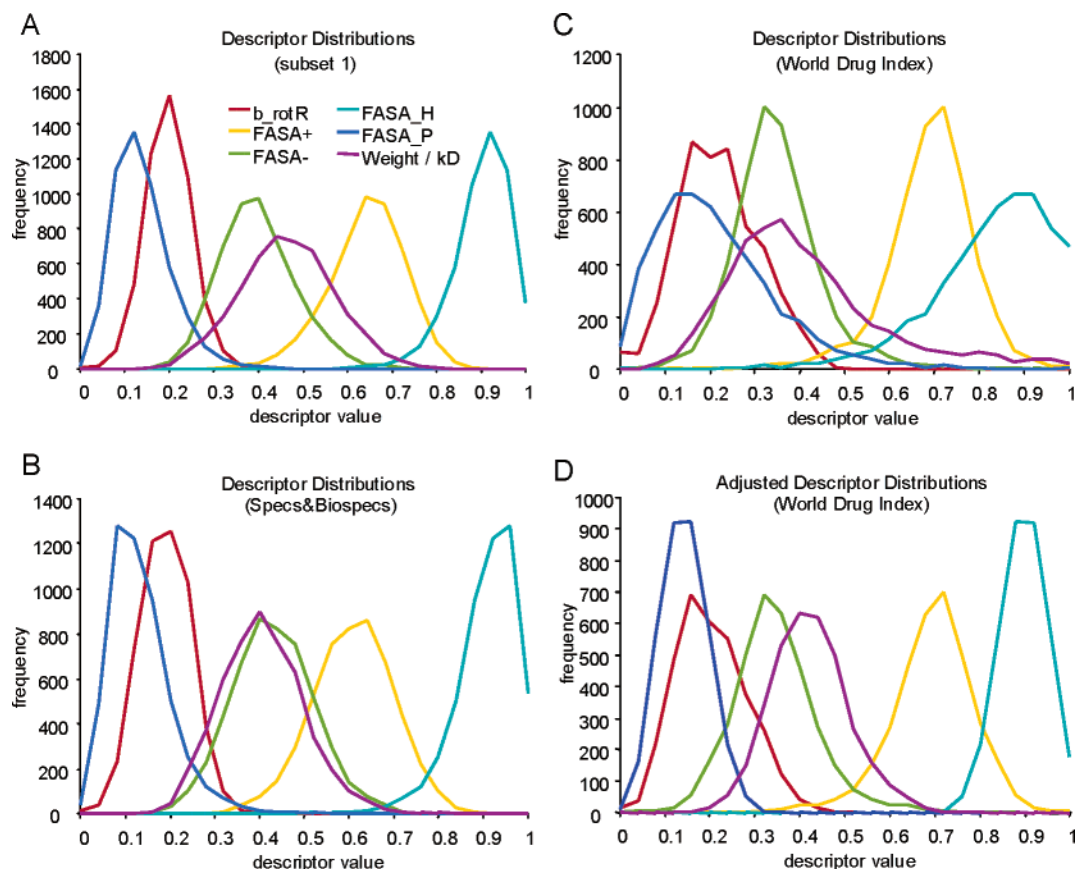 A
Descriptor Distributions
(subset 1)
1800
1600
1400
1200
1000
800
600
400
200
0
frequency
b_rotR
FASA+
FASA-
FASA_H
FASA_P
Weight / kD
0 0.1 0.2 0.3 0.4 0.5 0.6 0.7 0.8 0.9 1
descriptor value
C
Descriptor Distributions
(World Drug Index)
1200
1000
800
600
400
200
0
frequency
0 0.1 0.2 0.3 0.4 0.5 0.6 0.7 0.8 0.9 1
descriptor value
B
Descriptor Distributions
(Specs&Biospecs)
1400
1200
1000
800
600
400
200
0
frequency
0 0.1 0.2 0.3 0.4 0.5 0.6 0.7 0.8 0.9 1
descriptor value
D
Adjusted Descriptor Distributions
(World Drug Index)
1000
900
800
700
600
500
400
300
200
100
0
frequency
0 0.1 0.2 0.3 0.4 0.5 0.6 0.7 0.8 0.9 1
descriptor value